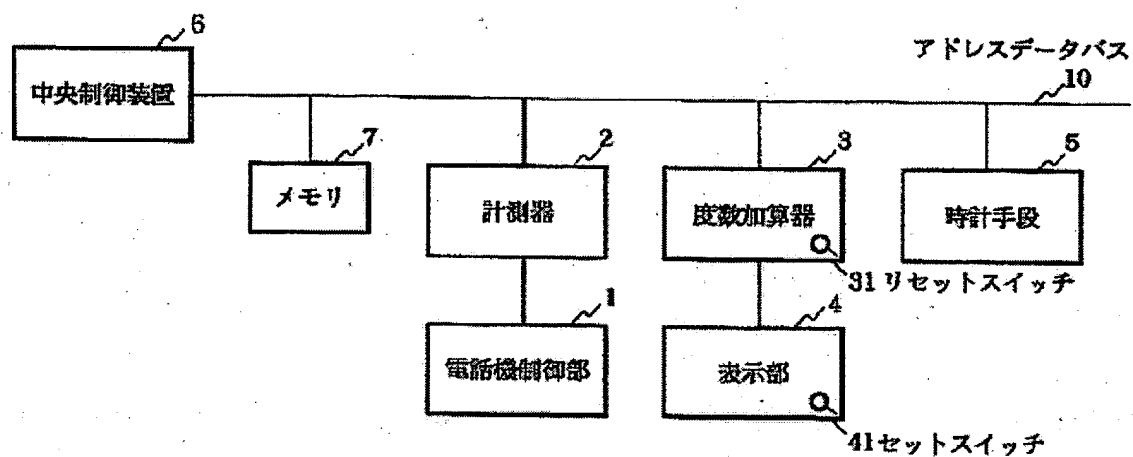 6
中央制御装置
アドレスデータバス
10
7
メモリ
2
計測器
3
度数加算器
5
時計手段
31 リセットスイッチ
1
電話機制御部
4
表示部
41セットスイッチ